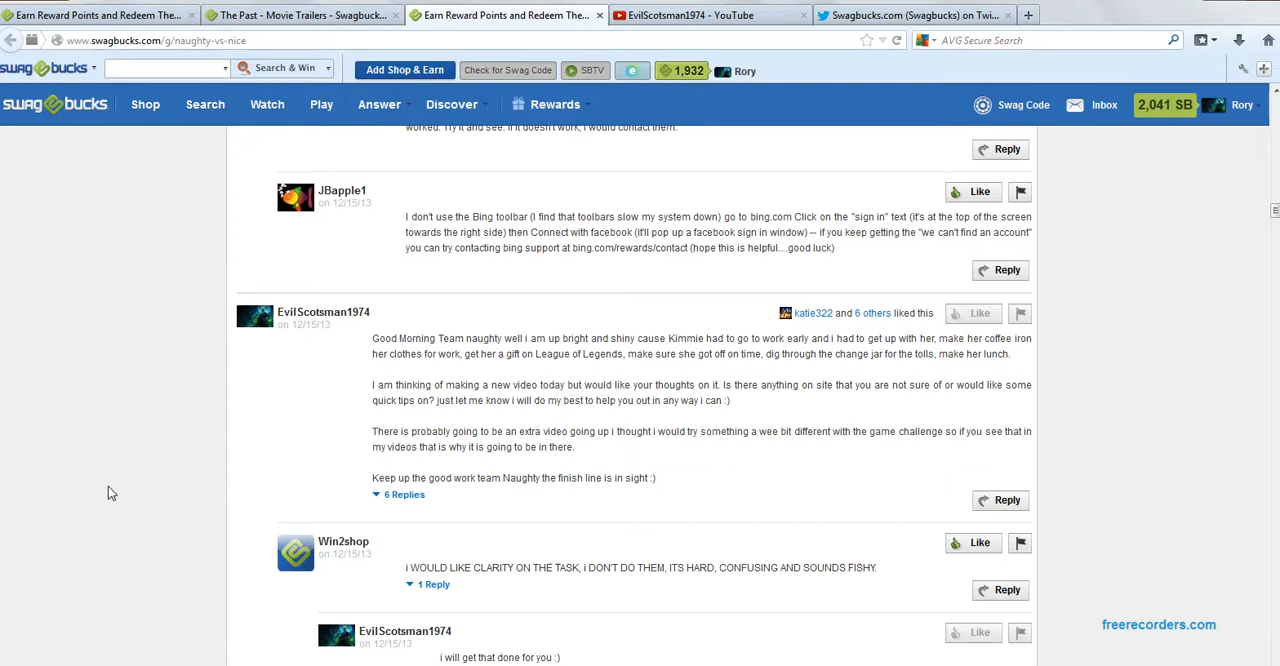 Earn Reward Points and Redeem The... × The Past - Movie Trailers - Swagbuck... × Earn Reward Points and Redeem The... × EvilScotsman1974 - YouTube × Swagbucks.com (Swagbucks) on Twi... × +
www.swagbucks.com/g/naughty-vs-nice AVG Secure Search
swagbucks Search & Win Add Shop & Earn Check for Swag Code SBTV 1,932 Rory
swagbucks Shop Search Watch Play Answer Discover Rewards Swag Code Inbox 2,041 SB Rory
worked. Try it and see. If it doesn't work, I would contact them.
Reply
JBapple1 Like
on 12/15/13
I don't use the Bing toolbar (I find that toolbars slow my system down) go to bing.com Click on the "sign in" text (it's at the top of the screen
towards the right side) then Connect with facebook (it'll pop up a facebook sign in window) -- if you keep getting the "we can't find an account"
you can try contacting bing support at bing.com/rewards/contact (hope this is helpful....good luck)
Reply
EvilScotsman1974 katie322 and 6 others liked this Like
on 12/15/13
Good Morning Team naughty well i am up bright and shiny cause Kimmie had to go to work early and i had to get up with her, make her coffee iron
her clothes for work, get her a gift on League of Legends, make sure she got off on time, dig through the change jar for the tolls, make her lunch.
I am thinking of making a new video today but would like your thoughts on it. Is there anything on site that you are not sure of or would like some
quick tips on? just let me know i will do my best to help you out in any way i can :)
There is probably going to be an extra video going up i thought i would try something a wee bit different with the game challenge so if you see that in
my videos that is why it is going to be in there.
Keep up the good work team Naughty the finish line is in sight :)
6 Replies
Reply
Win2shop Like
on 12/15/13
i WOULD LIKE CLARITY ON THE TASK, i DON'T DO THEM, ITS HARD, CONFUSING AND SOUNDS FISHY.
1 Reply
Reply
EvilScotsman1974 Like
on 12/15/13
i will get that done for you :)
freerecorders.com